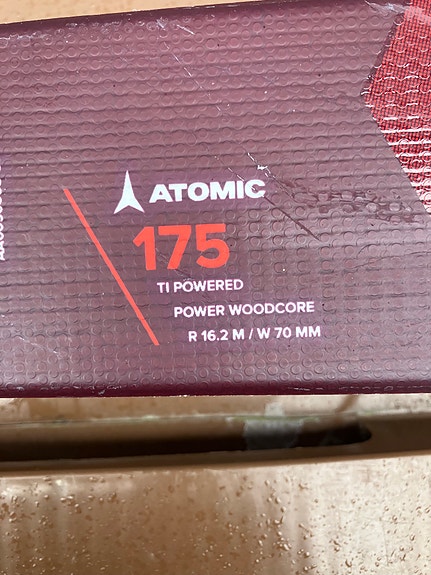 ATOMIC
175
TI POWERED
POWER WOODCORE
R 16.2 M / W 70 MM